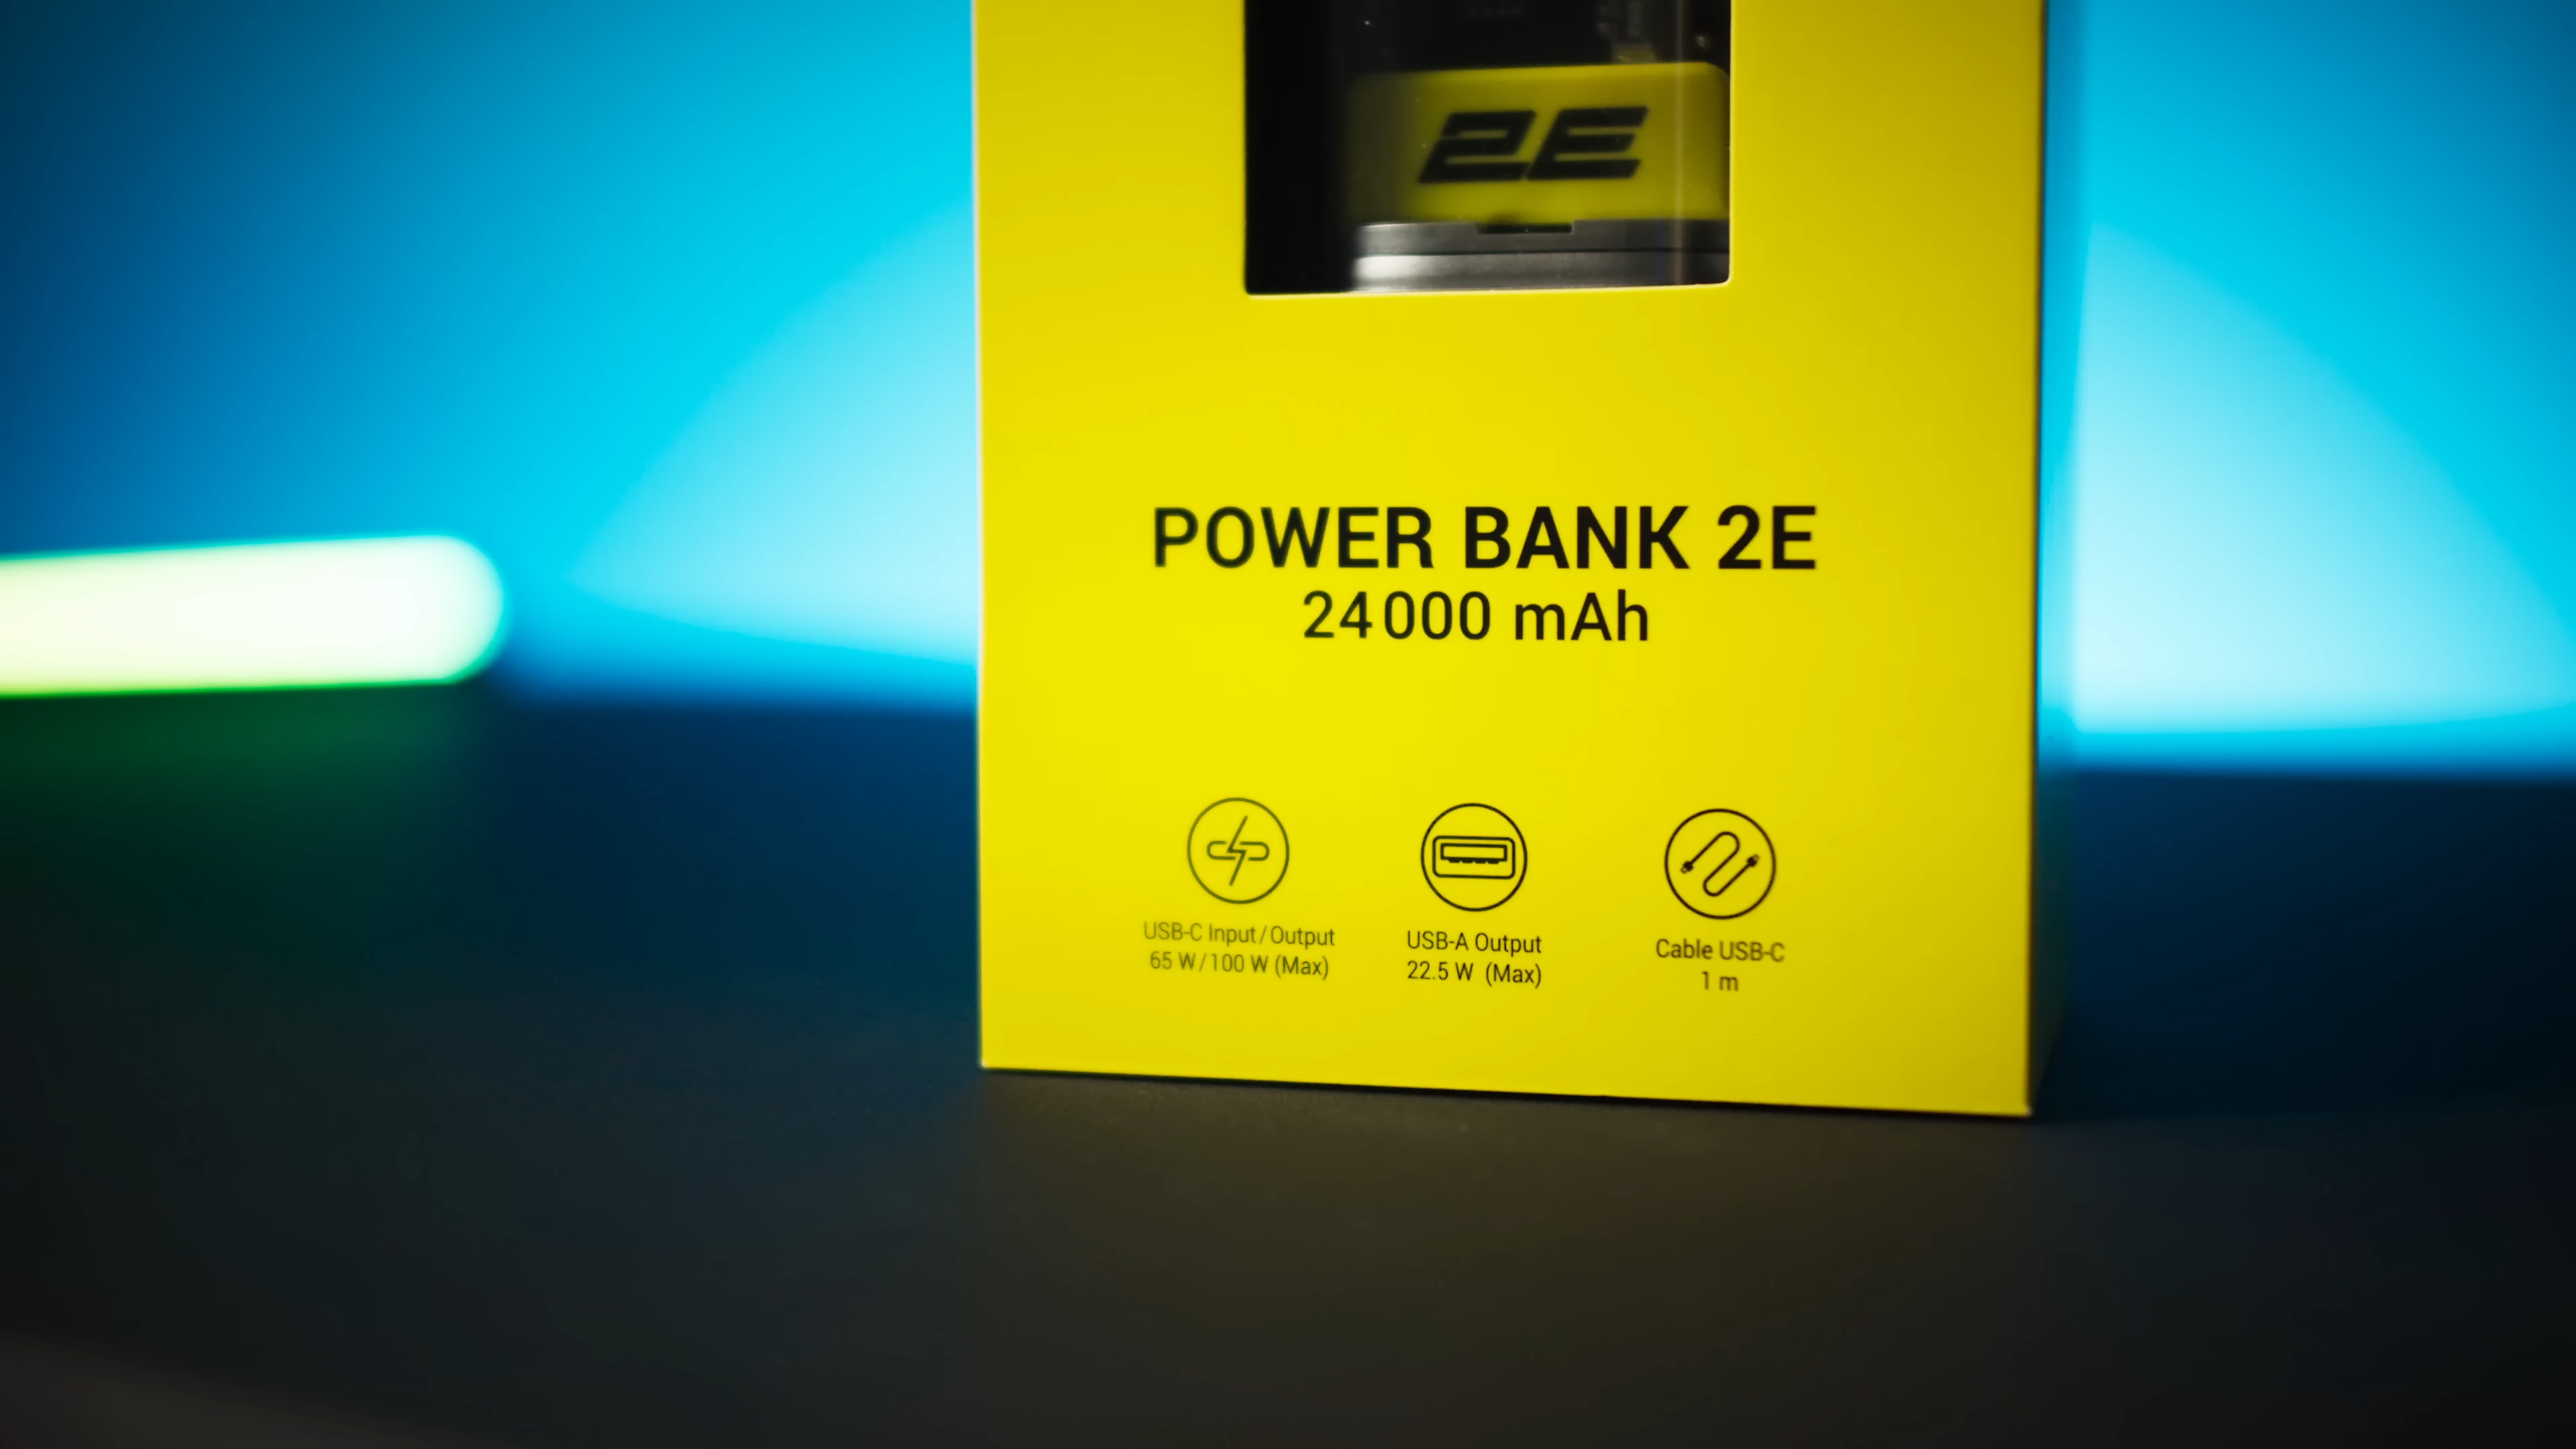 2E
POWER BANK 2E
24000 mAh
USB-C Input/Output
65 W/100 W (Max)
USB-A Output
22.5 W (Max)
Cable USB-C
1 m